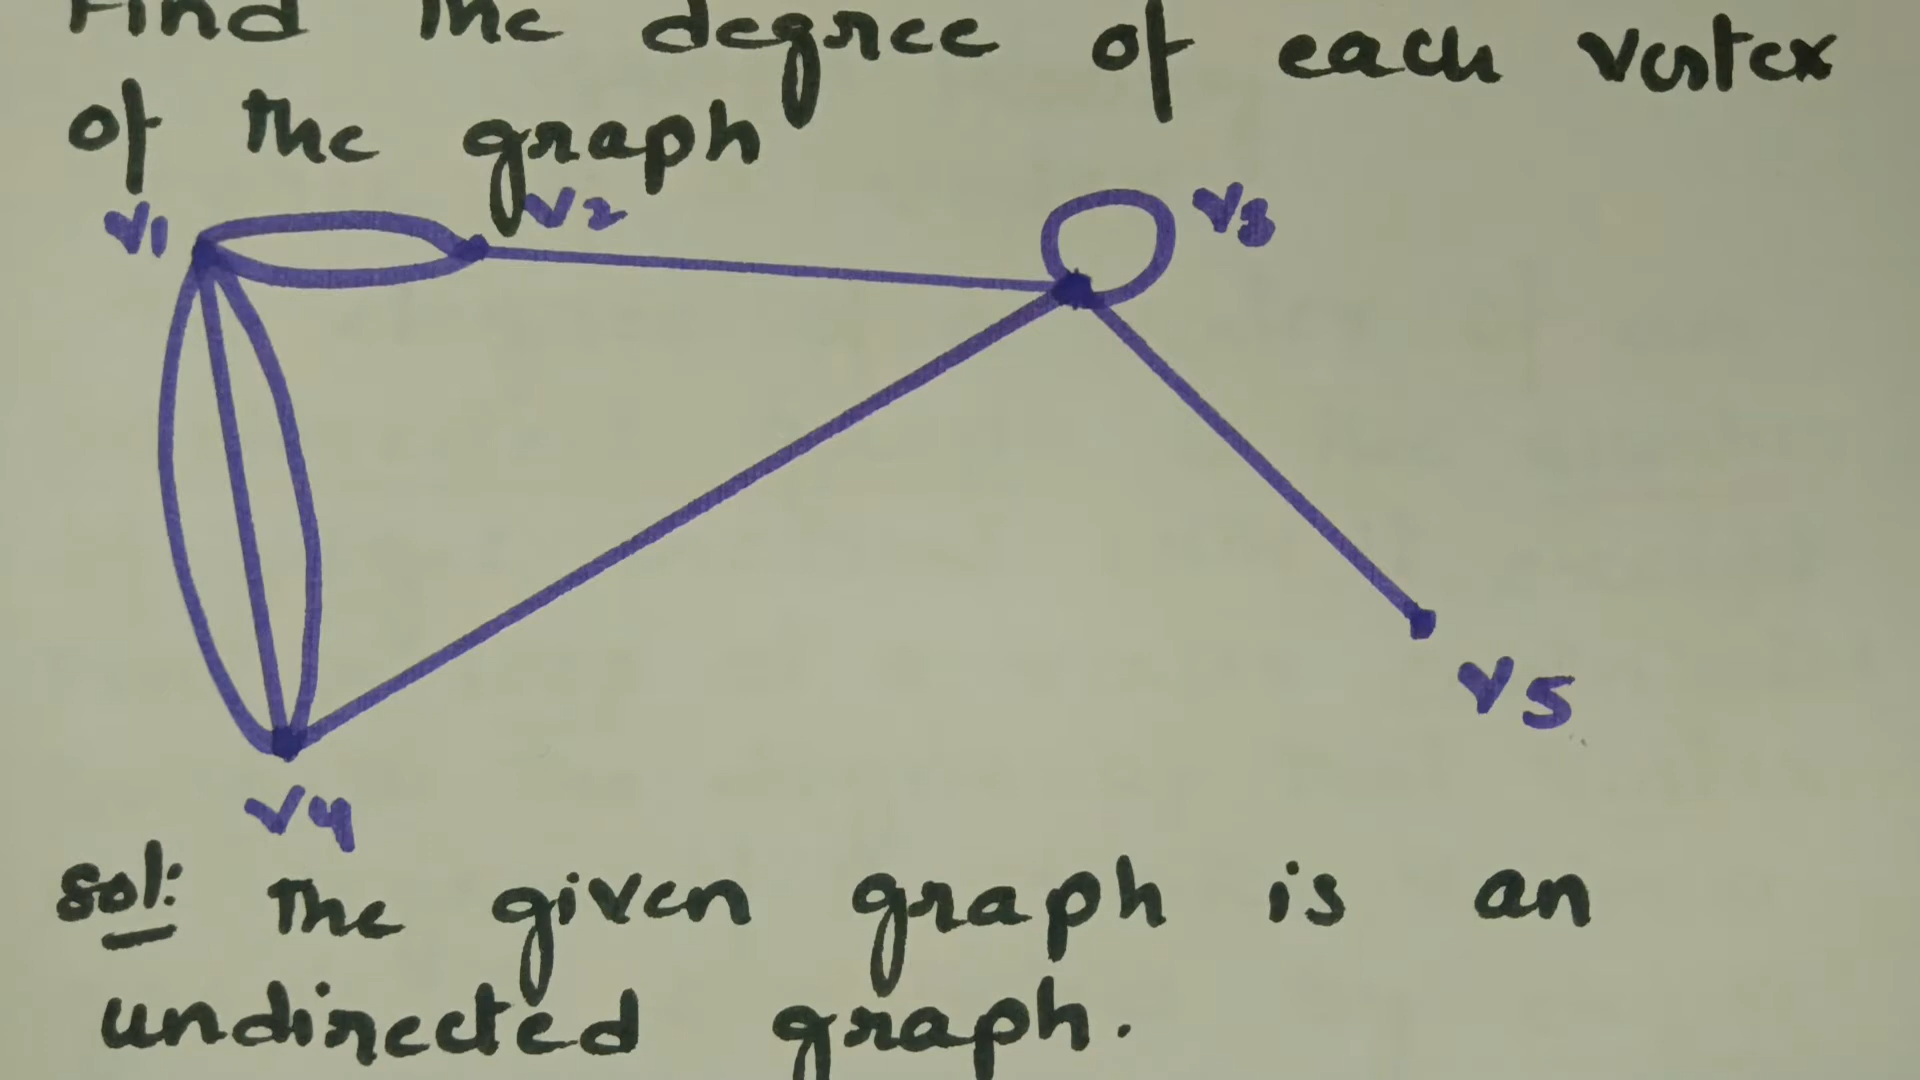 Find the degree of each vertex
of the graph
v1
v2
v3
v4
v5
Sol: The given graph is an
undirected graph.